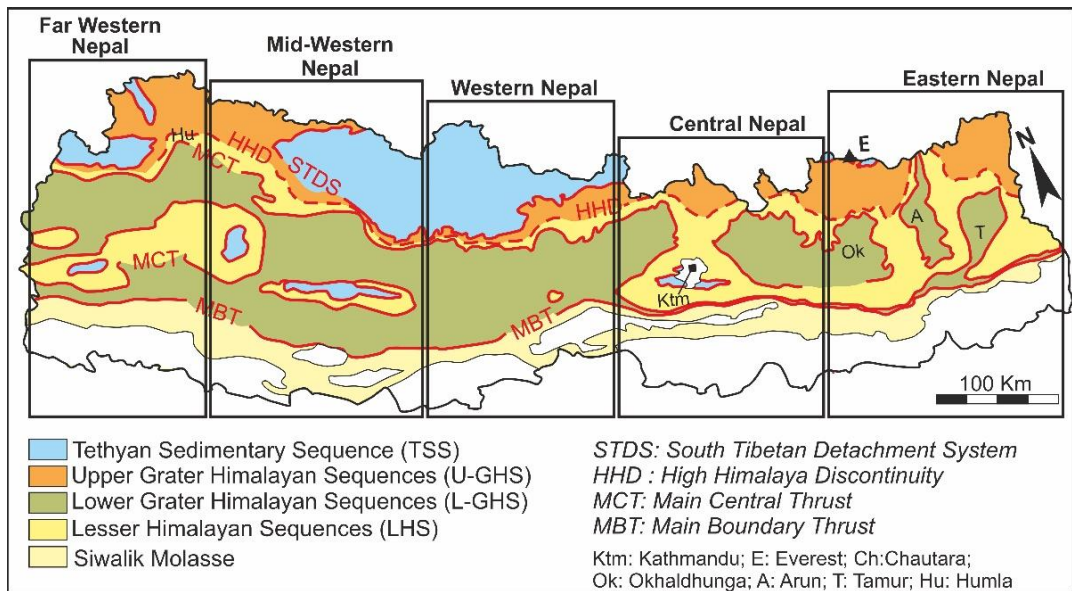 Far Western
Nepal
Mid-Western
Nepal
Western Nepal
Central Nepal
Eastern Nepal
Hu
HHD
MCT
STDS
HHD
E
N
A
T
Ok
MCT
Ktm
MBT
MBT
100 Km
Tethyan Sedimentary Sequence (TSS)
Upper Grater Himalayan Sequences (U-GHS)
Lower Grater Himalayan Sequences (L-GHS)
Lesser Himalayan Sequences (LHS)
Siwalik Molasse
STDS: South Tibetan Detachment System
HHD : High Himalaya Discontinuity
MCT: Main Central Thrust
MBT: Main Boundary Thrust
Ktm: Kathmandu; E: Everest; Ch:Chautara;
Ok: Okhaldhunga; A: Arun; T: Tamur; Hu: Humla